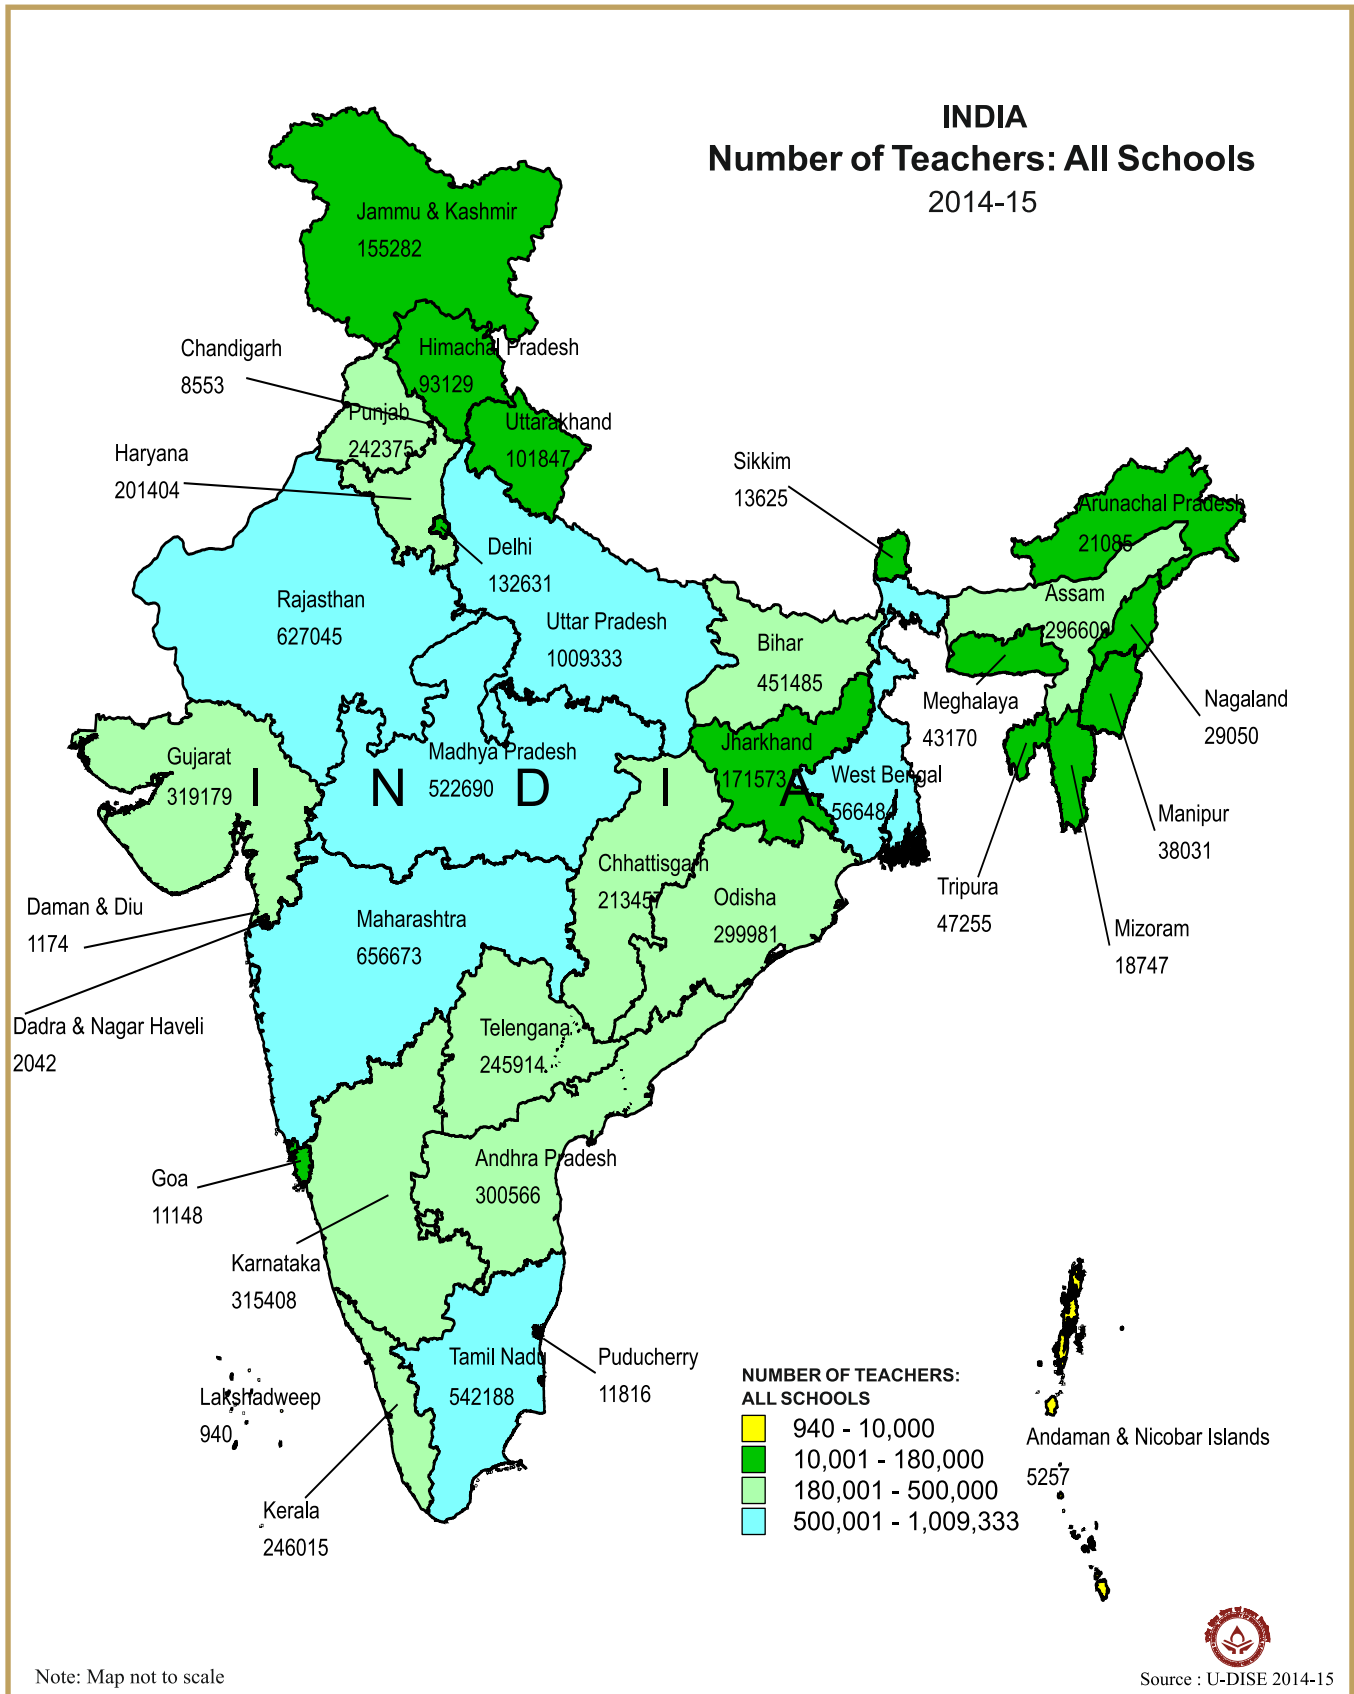 INDIA
Number of Teachers: All Schools
2014-15
Jammu & Kashmir
155282
Chandigarh
8553
Himachal Pradesh
93129
Punjab
242375
Uttarakhand
101847
Haryana
201404
Sikkim
13625
Arunachal Pradesh
21085
Delhi
132631
Rajasthan
627045
Uttar Pradesh
1009333
Bihar
451485
Assam
296609
Meghalaya
43170
Nagaland
29050
Gujarat
319179
Madhya Pradesh
522690
Jharkhand
171573
West Bengal
566484
I N D I A
Manipur
38031
Chhattisgarh
213457
Odisha
299981
Tripura
47255
Mizoram
18747
Daman & Diu
1174
Maharashtra
656673
Dadra & Nagar Haveli
2042
Telengana
245914
Goa
11148
Andhra Pradesh
300566
Karnataka
315408
Tamil Nadu
542188
Puducherry
11816
Lakshadweep
940
Kerala
246015
NUMBER OF TEACHERS:
ALL SCHOOLS
940 - 10,000
10,001 - 180,000
180,001 - 500,000
500,001 - 1,009,333
Andaman & Nicobar Islands
5257
Note: Map not to scale
Source : U-DISE 2014-15